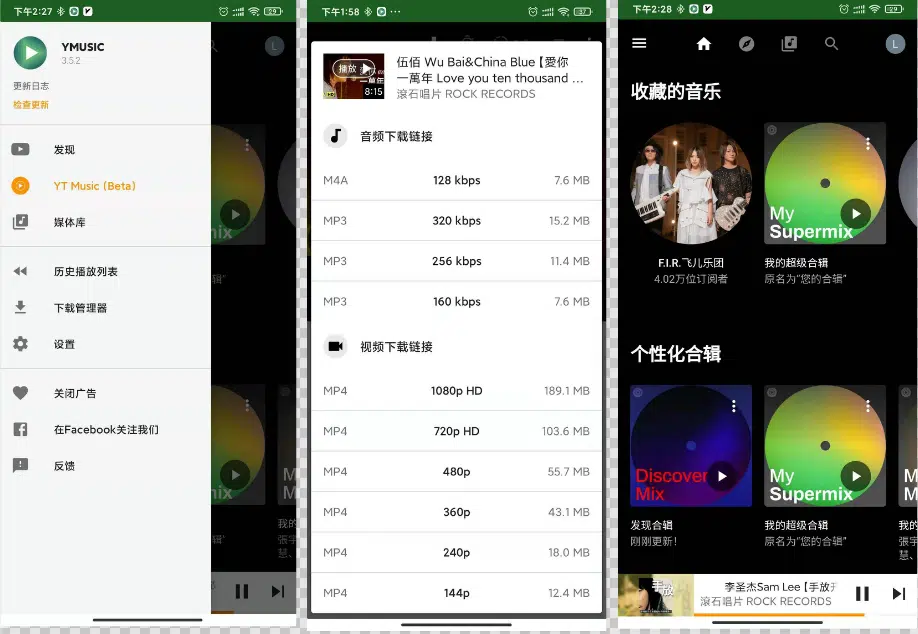 下午2:27
29
YMUSIC
3.5.2
更新日志
检查更新
发现
YT Music (Beta)
媒体库
历史播放列表
下载管理器
设置
关闭广告
在Facebook关注我们
反馈
L
下午1:58
37
播放
8:15
伍佰 Wu Bai&China Blue【愛你
一萬年 Love you ten thousand ...
滚石唱片 ROCK RECORDS
音频下载链接
M4A 128 kbps 7.6 MB
MP3 320 kbps 15.2 MB
MP3 256 kbps 11.4 MB
MP3 160 kbps 7.6 MB
视频下载链接
MP4 1080p HD 189.1 MB
MP4 720p HD 103.6 MB
MP4 480p 55.7 MB
MP4 360p 43.1 MB
MP4 240p 18.0 MB
MP4 144p 12.4 MB
下午2:28
29
L
收藏的音乐
My
Supermix
F.I.R.飞儿乐团
4.02万位订阅者
我的超级合辑
原名为“您的合辑”
个性化合辑
Discover
Mix
My
Supermix
发现合辑
刚刚更新!
我的超级合辑
原名为“您的合辑”
我的
張宇
慧、
手放
李圣杰Sam Lee【手放开
滚石唱片 ROCK RECORDS